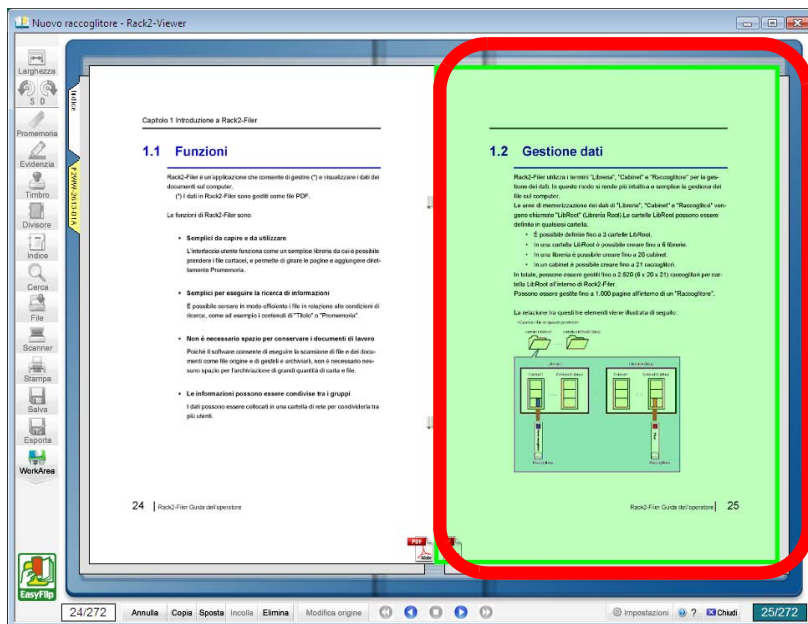 Nuovo raccoglitore - Rack2-Viewer
Larghezza
S D
Promemoria
Evidenzia
Timbro
Divisore
Indice
Cerca
File
Scanner
Stampa
Salva
Esporta
WorkArea
EasyFlip
Indice
P2WW-2613-01A
Capitolo 1 Introduzione a Rack2-Filer
1.1 Funzioni
Rack2-Filer è un'applicazione che consente di gestire (*) e visualizzare i dati dei
documenti sul computer.
(*) I dati in Rack2-Filer sono gestiti come file PDF.
Le funzioni di Rack2-Filer sono:
• Semplici da capire e da utilizzare
L'interfaccia utente funziona come un semplice libreria da cui è possibile
prendere i file cartacei, e permette di girare le pagine e aggiungere diret-
tamente Promemoria.
• Semplici per eseguire la ricerca di informazioni
È possibile cercare in modo efficiente i file in relazione alle condizioni di
ricerca, come ad esempio i contenuti di "Titolo" o "Promemoria".
• Non è necessario spazio per conservare i documenti di lavoro
Poiché il software consente di eseguire la scansione di file e dei docu-
menti come file origine e di gestirli e archiviarli, non è necessario nes-
suno spazio per l'archiviazione di grandi quantità di carta e file.
• Le informazioni possono essere condivise tra i gruppi
I dati possono essere collocati in una cartella di rete per condividerla tra
più utenti.
24 Rack2-Filer Guida dell'operatore
1.2 Gestione dati
Rack2-Filer utilizza i termini "Libreria", "Cabinet" e "Raccoglitore" per la ges-
tione dei dati. In questo modo si rende più intuitiva e semplice la gestione dei
file sul computer.
Le aree di memorizzazione dei dati di "Libreria", "Cabinet" e "Raccoglitore" ven-
gono chiamate "LibRoot" (Libreria Root).Le cartelle LibRoot possono essere
definite in qualsiasi cartella.
• È possibile definire fino a 3 cartelle LibRoot.
• In una cartella LibRoot è possibile creare fino a 6 librerie.
• In una libreria è possibile creare fino a 20 cabinet.
• In un cabinet è possibile creare fino a 21 raccoglitori.
In totale, possono essere gestiti fino a 2.520 (6 x 20 x 21) raccoglitori per car-
tella LibRoot all'interno di Rack2-Filer.
Possono essere gestite fino a 1.000 pagine all'interno di un "Raccoglitore".
La relazione tra questi tre elementi viene illustrata di seguito:
Raccoglitore
Raccoglitore
Rack2-Filer Guida dell'operatore 25
PDF
Adobe
24/272 Annulla Copia Sposta Incolla Elimina Modifica origine Impostazioni ? Chiudi 25/272